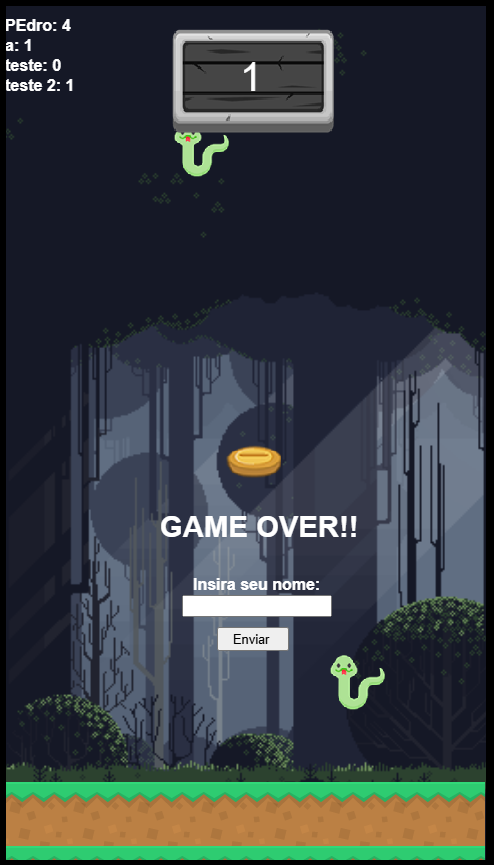 PEdro: 4
a: 1
teste: 0
teste 2: 1
1
GAME OVER!!
Insira seu nome:
Enviar